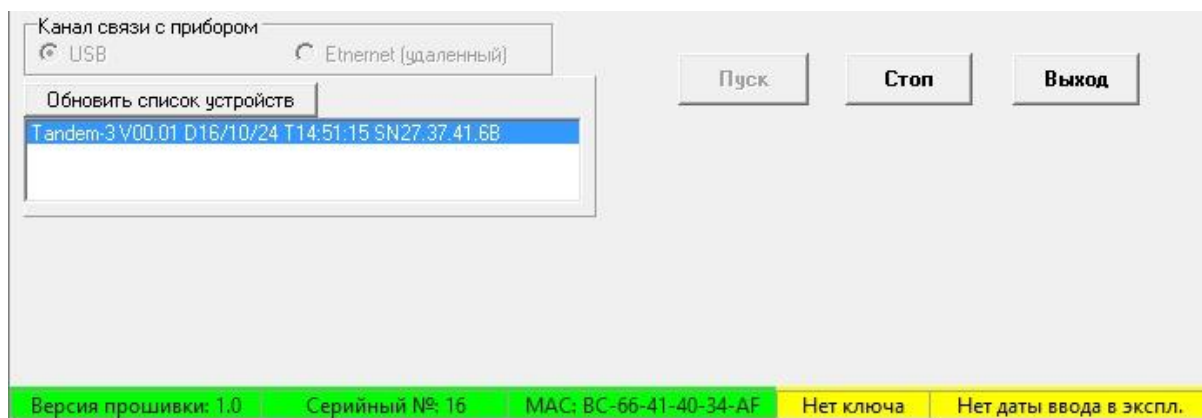 Канал связи с прибором
USB
Etnernet (удаленный)
Пуск
Стоп
Выход
Обновить список устройств
Tandem-3 V00.01 D16/10/24 T14:51:15 SN27.37.41.6B
Версия прошивки: 1.0
Серийный №: 16
MAC: BC-66-41-40-34-AF
Нет ключа
Нет даты ввода в экспл.